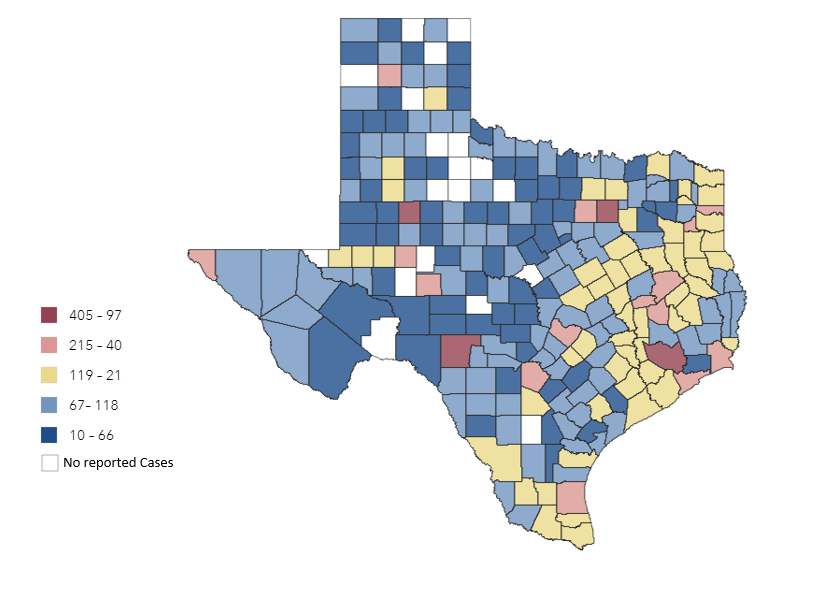 405 - 97
215 - 40
119 - 21
67- 118
10 - 66
No reported Cases